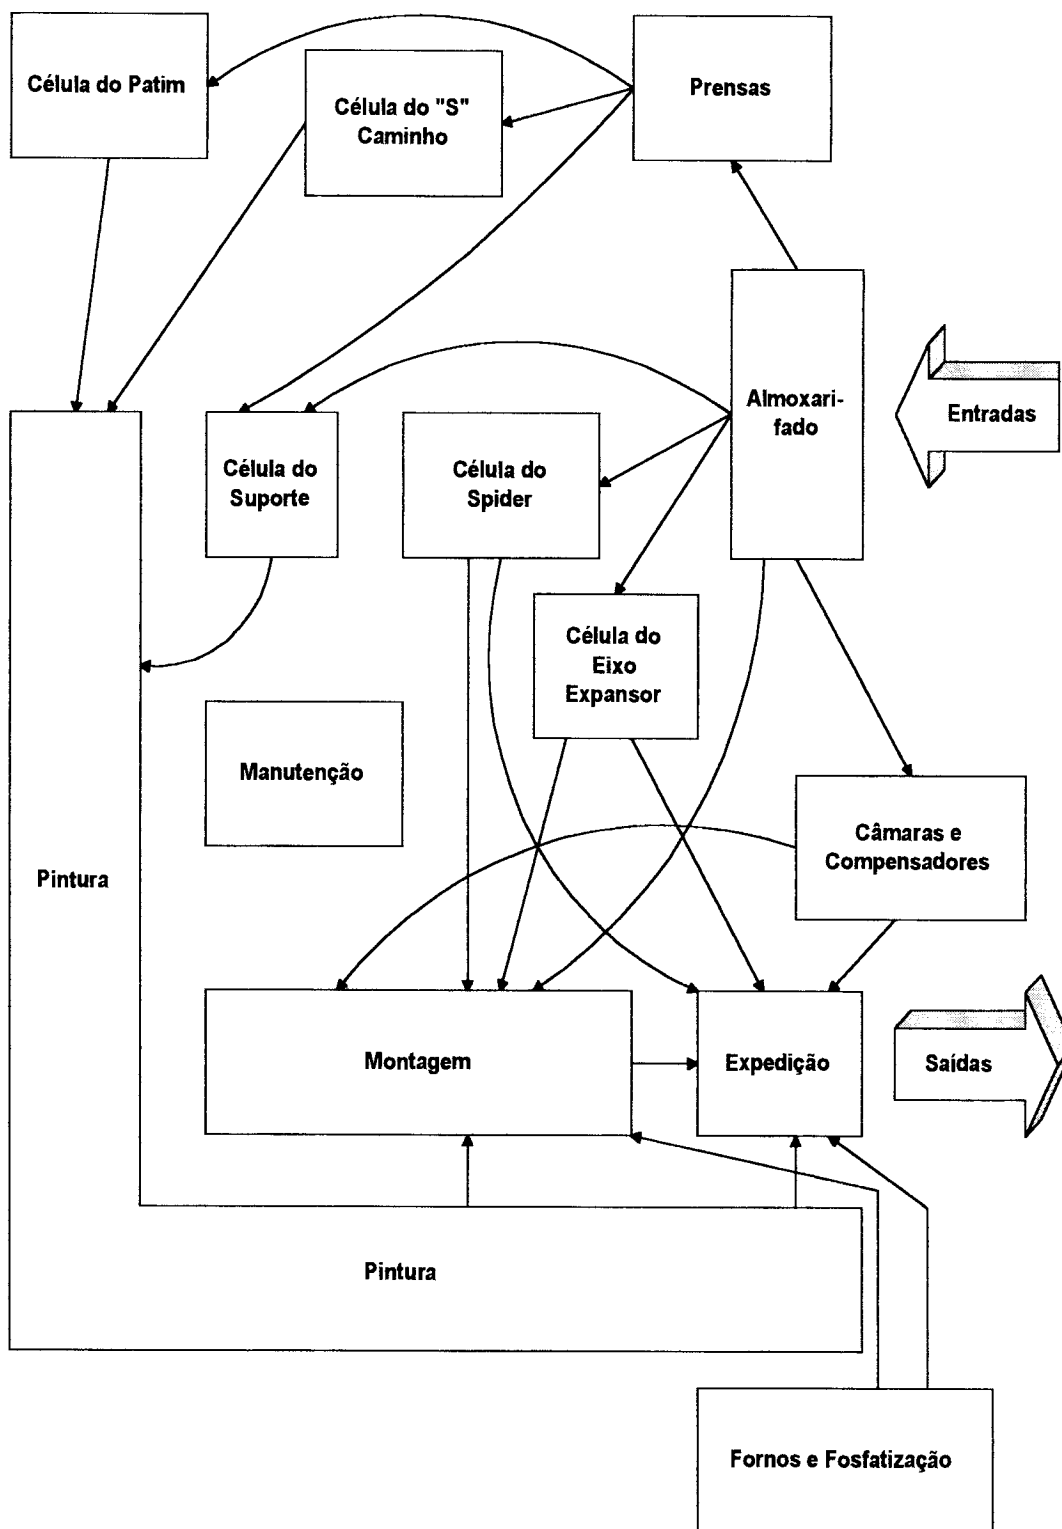 Célula do Patim
Célula do "S"
Caminho
Prensas
Almoxari-
fado
Entradas
Célula do
Suporte
Célula do
Spider
Célula do
Eixo
Expansor
Manutenção
Câmaras e
Compensadores
Pintura
Montagem
Expedição
Saídas
Pintura
Fornos e Fosfatização